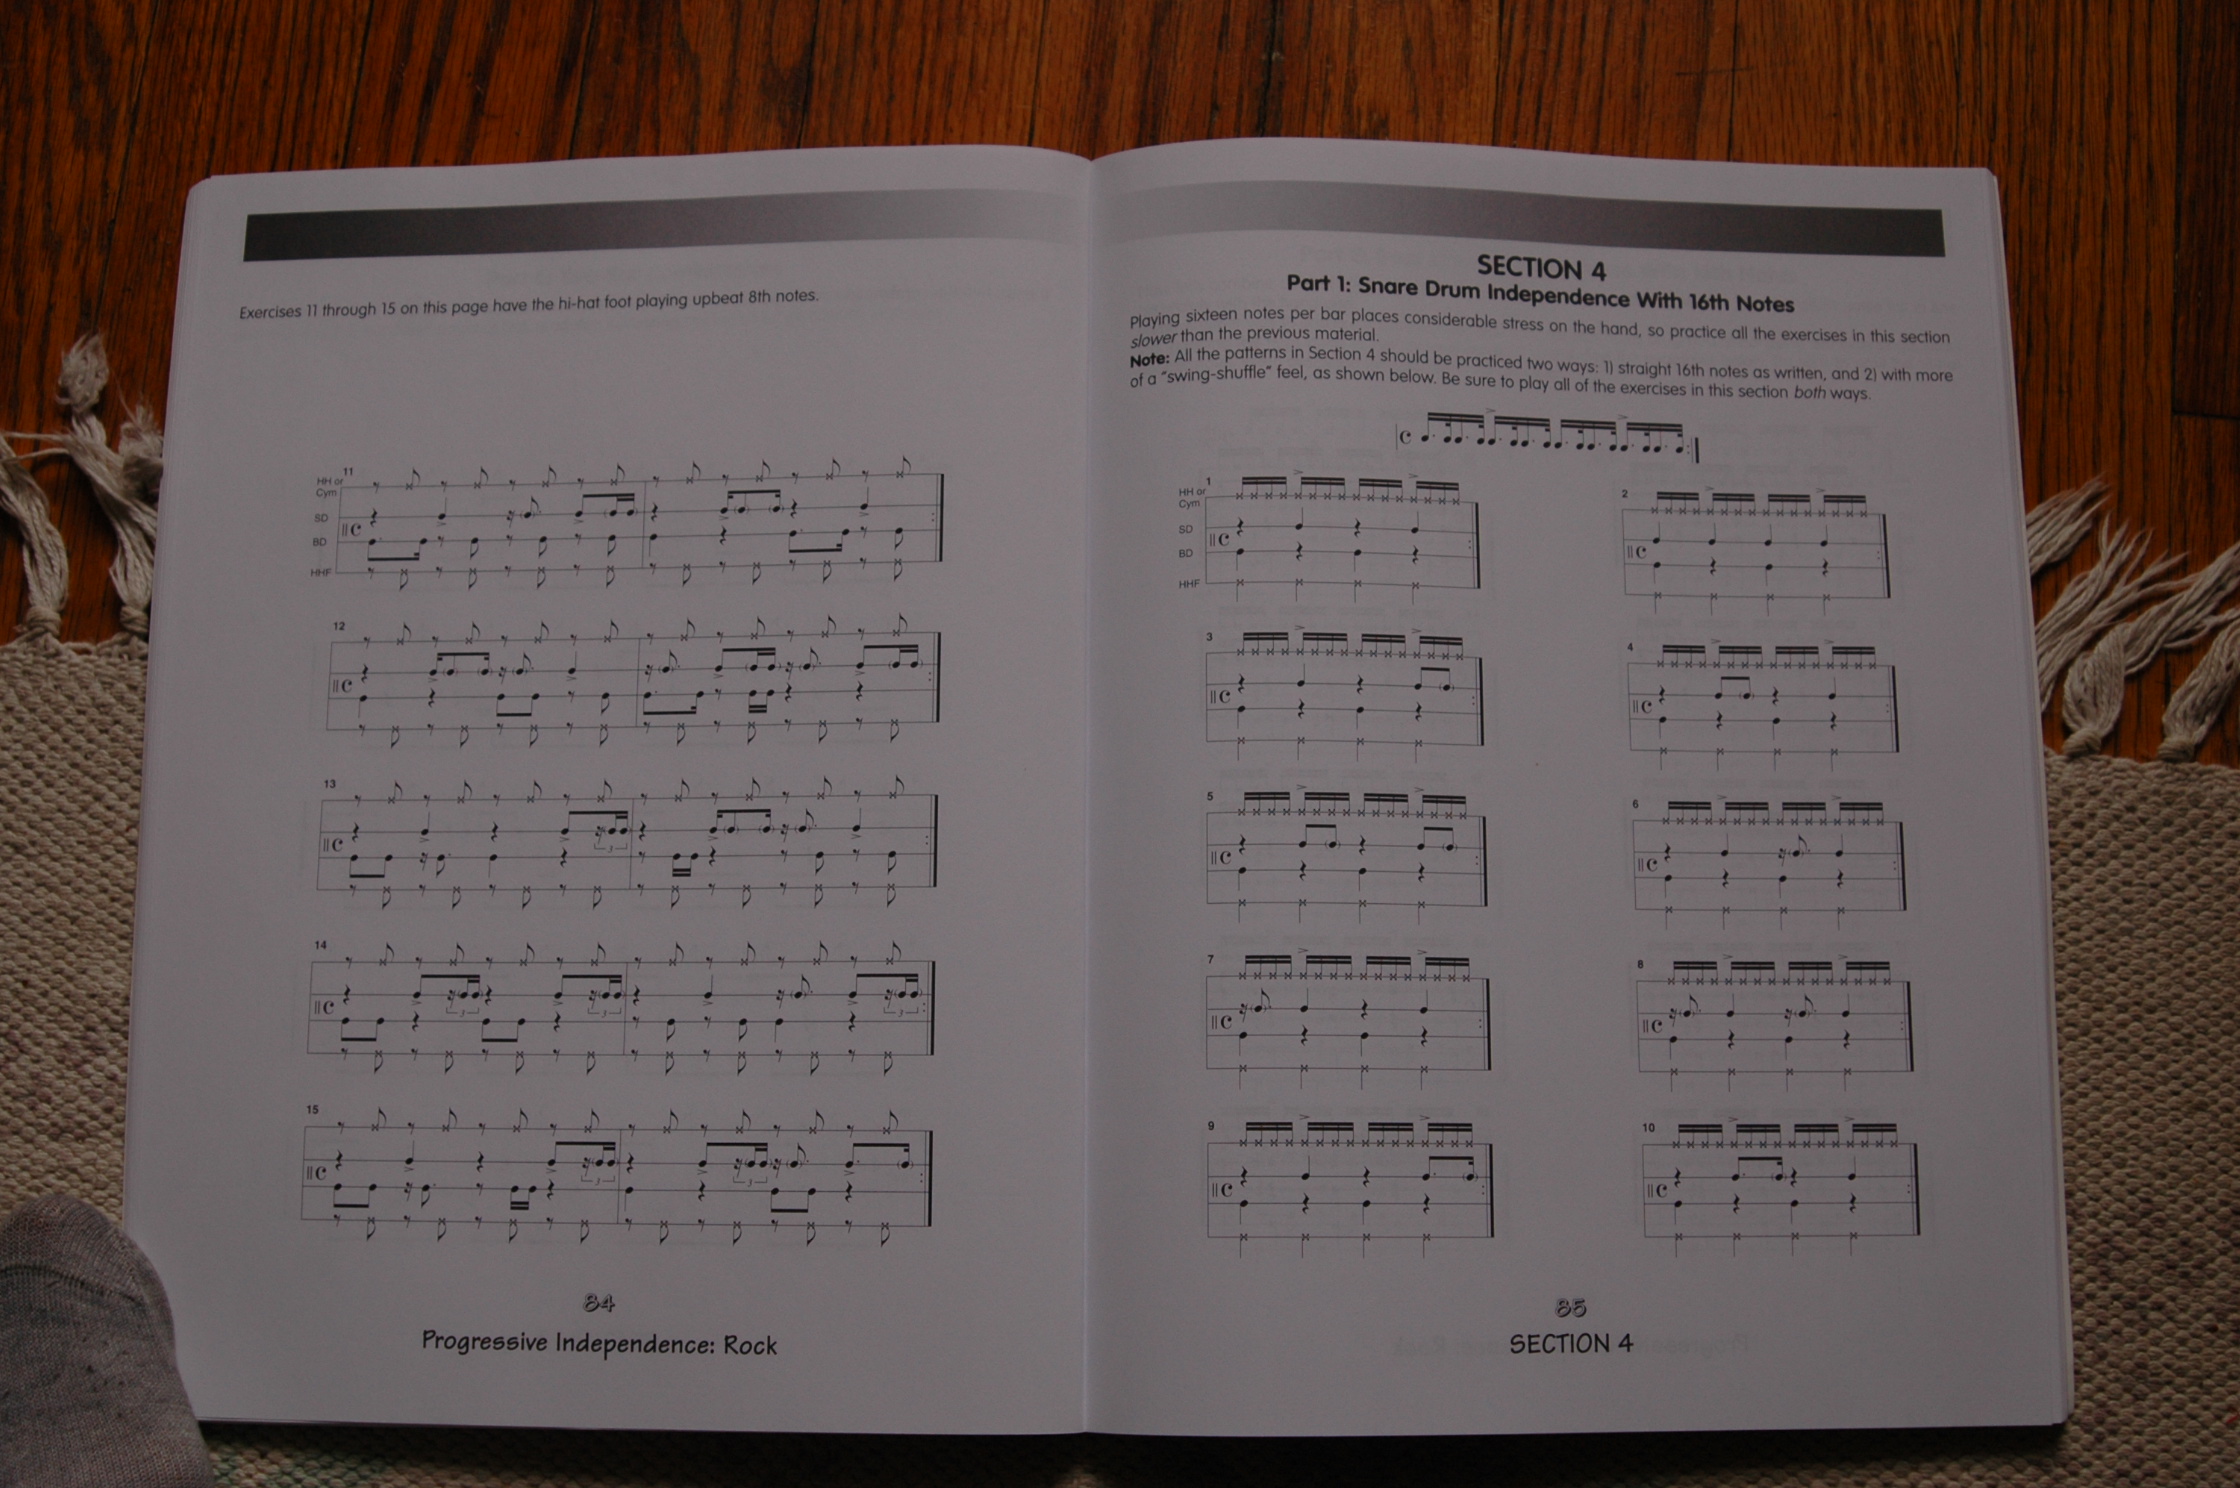 Exercises 11 through 15 on this page have the hi-hat foot playing upbeat 8th notes.
11
HH or
Cym
SD
BD
HHF
12
13
14
15
84
Progressive Independence: Rock
SECTION 4
Part 1: Snare Drum Independence With 16th Notes
Playing sixteen notes per bar places considerable stress on the hand, so practice all the exercises in this section
slower than the previous material.
Note: All the patterns in Section 4 should be practiced two ways: 1) straight 16th notes as written, and 2) with more
of a "swing-shuffle" feel, as shown below. Be sure to play all of the exercises in this section both ways.
1
HH or
Cym
SD
BD
HHF
2
3
4
5
6
7
8
9
10
85
SECTION 4